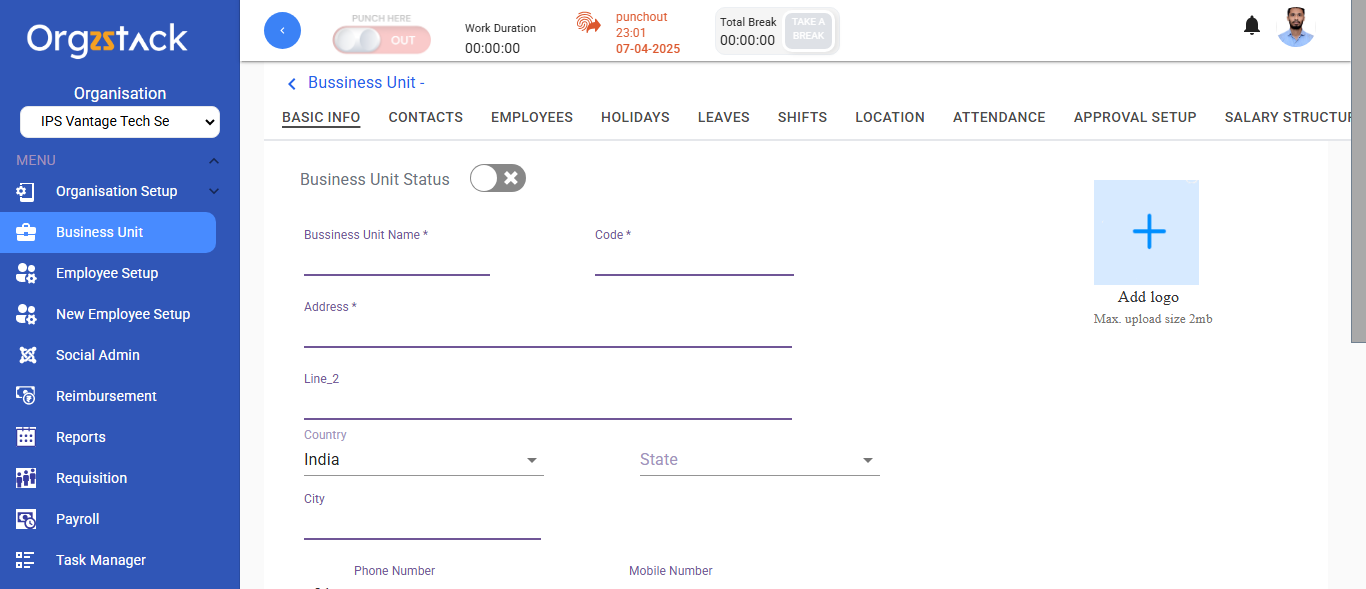 Orgzstack
Organisation
IPS Vantage Tech Se
MENU
Organisation Setup
Business Unit
Employee Setup
New Employee Setup
Social Admin
Reimbursement
Reports
Requisition
Payroll
Task Manager
PUNCH HERE
OUT
Work Duration
00:00:00
punchout
23:01
07-04-2025
Total Break
00:00:00
TAKE A
BREAK
Bussiness Unit -
BASIC INFO CONTACTS EMPLOYEES HOLIDAYS LEAVES SHIFTS LOCATION ATTENDANCE APPROVAL SETUP SALARY STRUCTUR
Business Unit Status
Bussiness Unit Name * Code *
Address *
Line_2
Country
India State
City
Phone Number Mobile Number
Add logo
Max. upload size 2mb